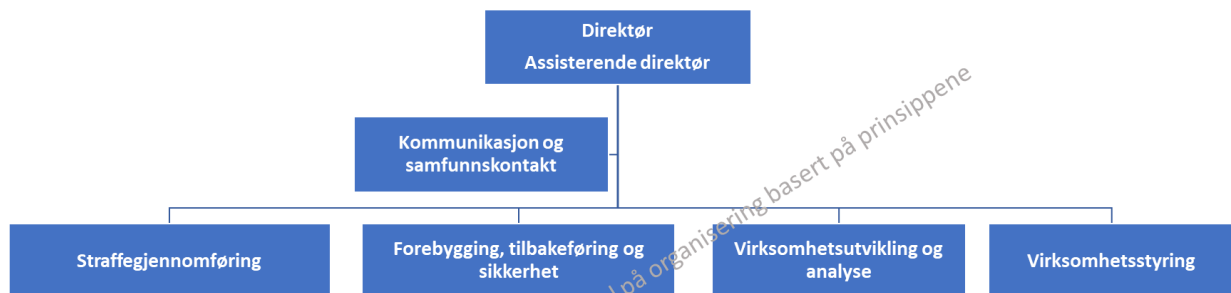 Direktør
Assisterende direktør
Kommunikasjon og
samfunnskontakt
Straffegjennomføring
Forebygging, tilbakeføring og
sikkerhet
Virksomhetsutvikling og
analyse
Virksomhetsstyring
på organisering basert på prinsippene